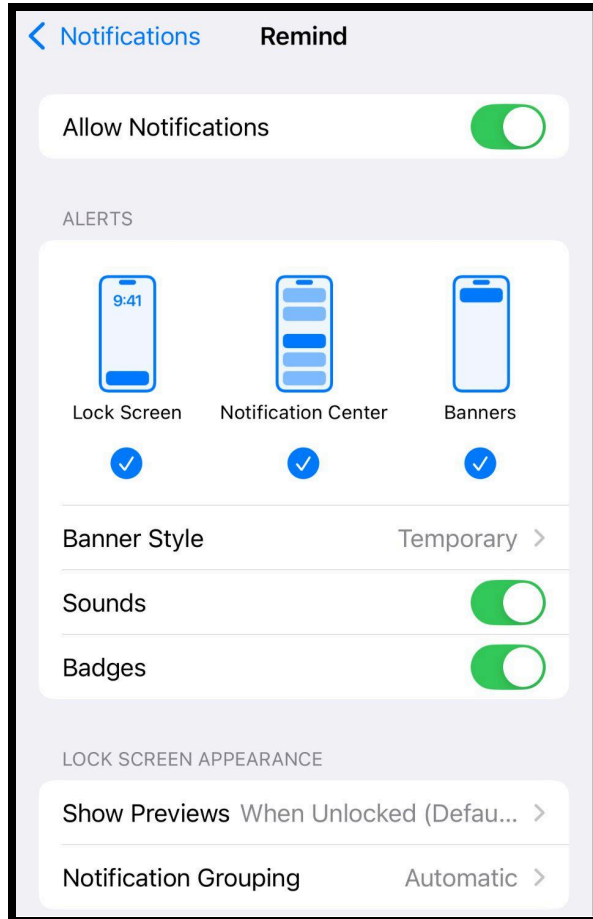 Notifications Remind
Allow Notifications
ALERTS
9:41
Lock Screen Notification Center Banners
Banner Style Temporary
Sounds
Badges
LOCK SCREEN APPEARANCE
Show Previews When Unlocked (Defau...
Notification Grouping Automatic